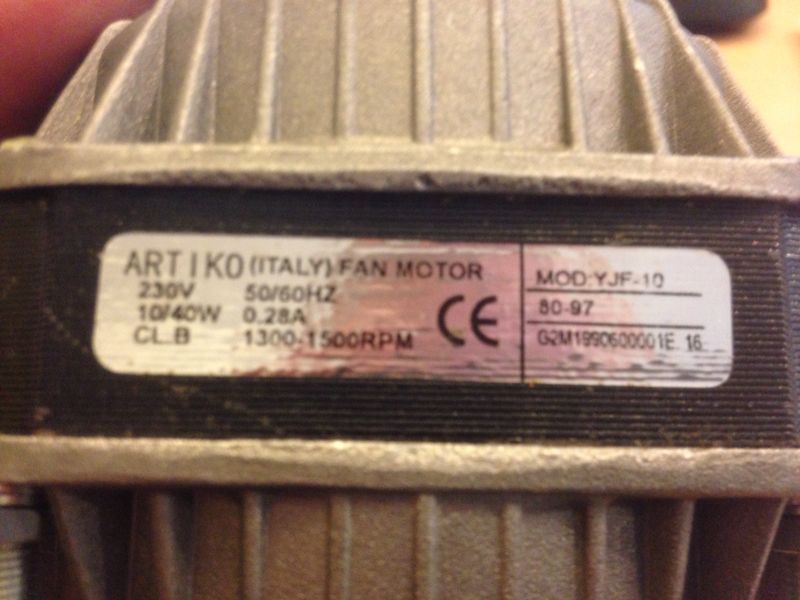 ARTIKO (ITALY) FAN MOTOR
230V 50/60HZ
10/40W 0.28A
CL.B 1300-1500RPM
CE
MOD:YJF-10
80-97
G2M1990600001E 16